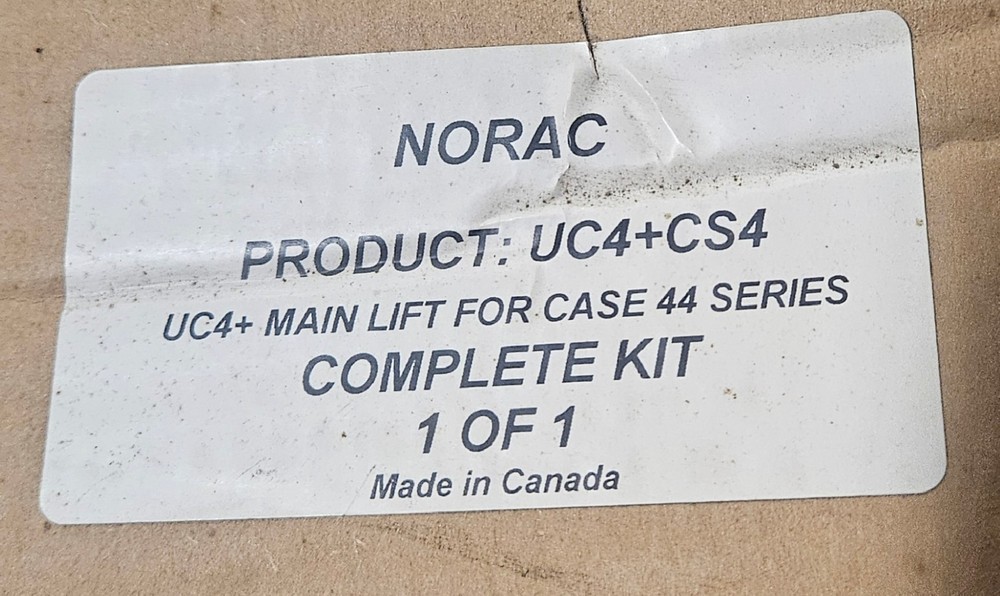 NORAC
PRODUCT: UC4+CS4
UC4+ MAIN LIFT FOR CASE 44 SERIES
COMPLETE KIT
1 OF 1
Made in Canada